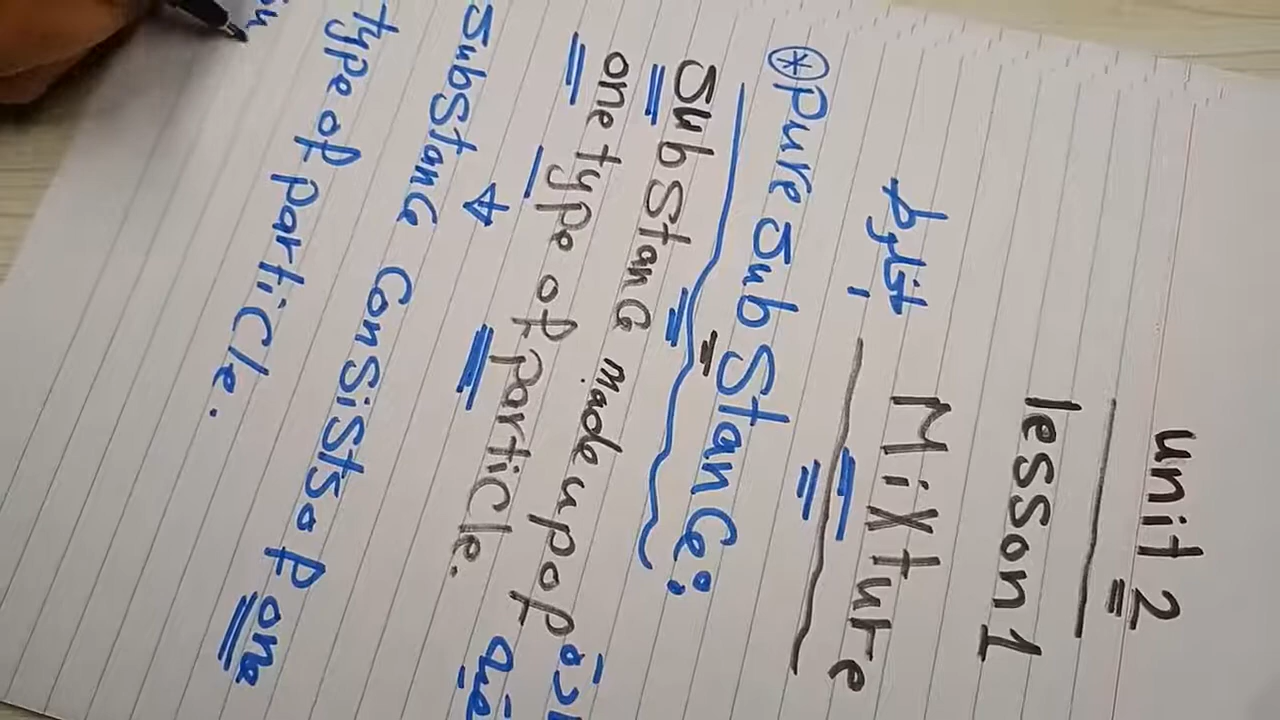 unit 2
lesson 1
Mixture مخاليط
* Pure Substance:
Substance made up of
one type of particle.
Substance Consists of one
type of particle.